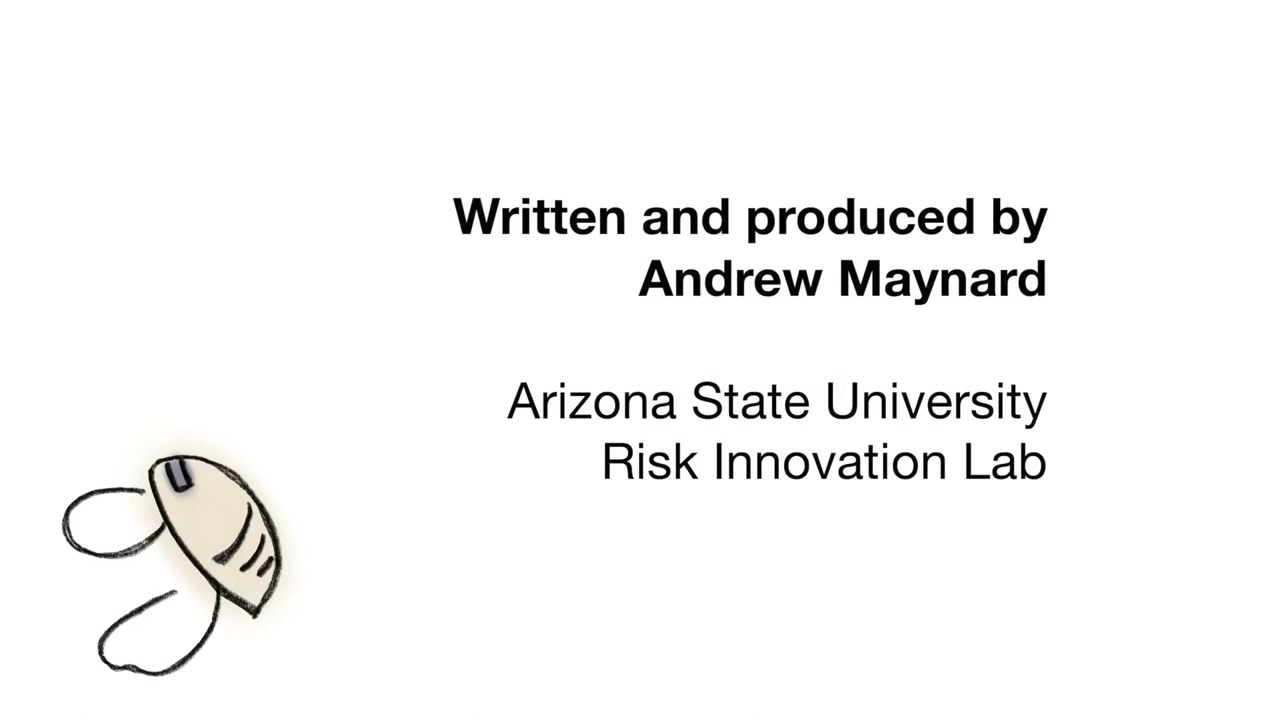 Written and produced by
Andrew Maynard
Arizona State University
Risk Innovation Lab